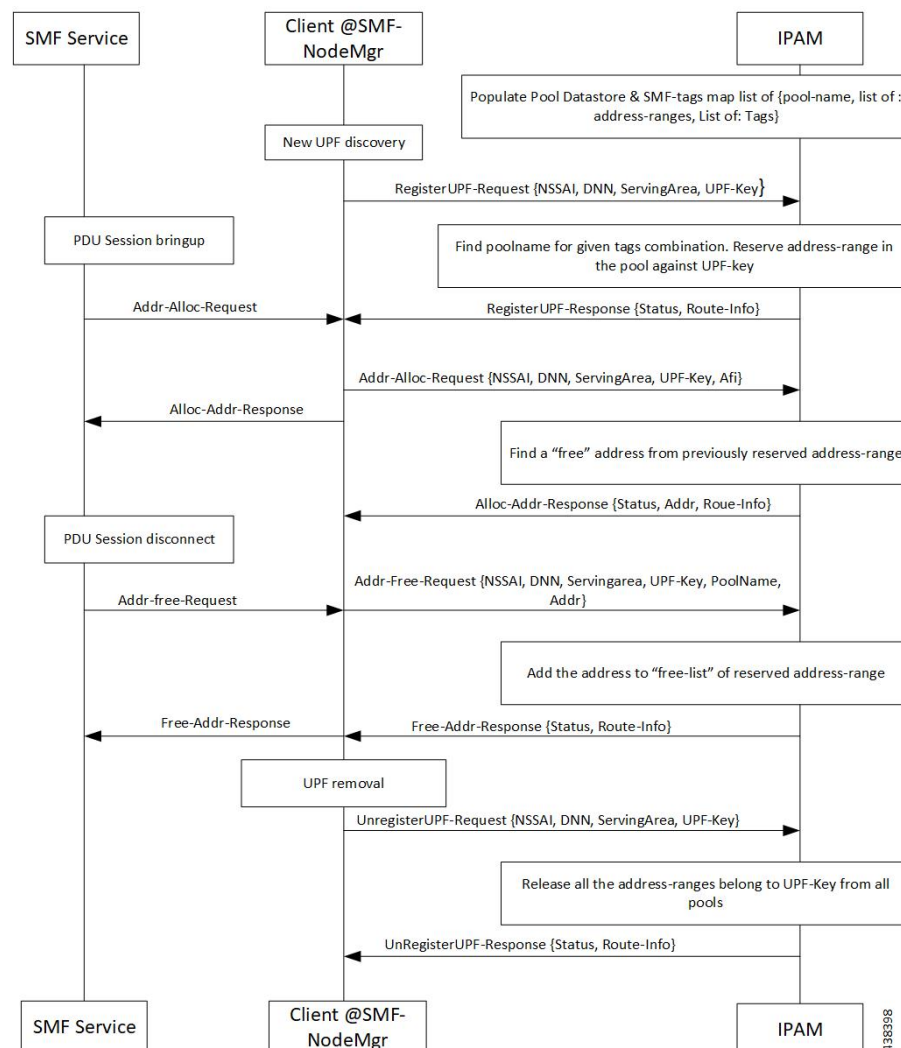 SMF Service
Client @SMF-
NodeMgr
IPAM
Populate Pool Datastore & SMF-tags map list of {pool-name, list of :
address-ranges, List of: Tags}
New UPF discovery
RegisterUPF-Request {NSSAI, DNN, ServingArea, UPF-Key}
PDU Session bringup
Find poolname for given tags combination. Reserve address-range in
the pool against UPF-key
Addr-Alloc-Request
RegisterUPF-Response {Status, Route-Info}
Addr-Alloc-Request {NSSAI, DNN, ServingArea, UPF-Key, Afi}
Alloc-Addr-Response
Find a “free” address from previously reserved address-range
Alloc-Addr-Response {Status, Addr, Roue-Info}
PDU Session disconnect
Addr-Free-Request {NSSAI, DNN, Servingarea, UPF-Key, PoolName,
Addr}
Addr-free-Request
Add the address to “free-list” of reserved address-range
Free-Addr-Response
Free-Addr-Response {Status, Route-Info}
UPF removal
UnregisterUPF-Request {NSSAI, DNN, ServingArea, UPF-Key}
Release all the address-ranges belong to UPF-Key from all
pools
UnRegisterUPF-Response {Status, Route-Info}
SMF Service
Client @SMF-
NodeMgr
IPAM
438398